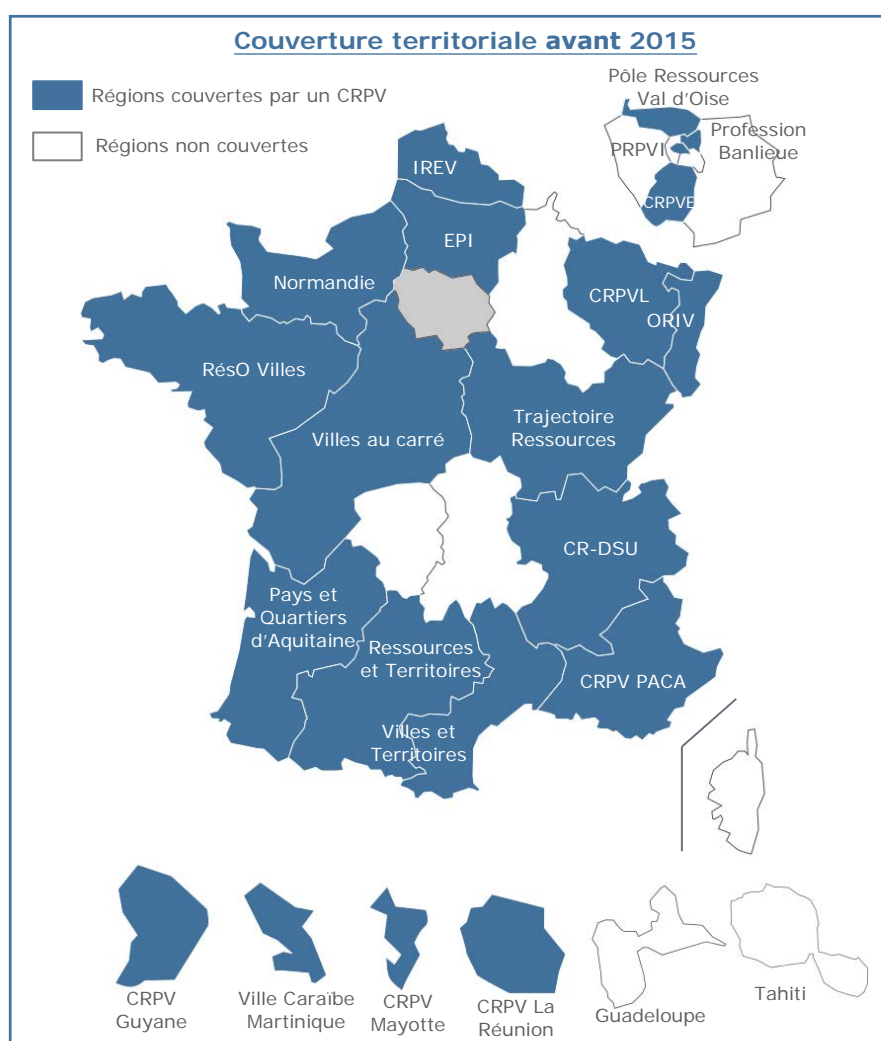 Couverture territoriale avant 2015
Régions couvertes par un CRPV
Régions non couvertes
Pôle Ressources
Val d'Oise
Profession
Banlieue
PRPVI
CRPVE
IREV
EPI
Normandie
CRPVL
ORIV
RésO Villes
Villes au carré
Trajectoire
Ressources
CR-DSU
Pays et
Quartiers
d'Aquitaine
Ressources
et Territoires
CRPV PACA
Villes et
Territoires
CRPV
Guyane
Ville Caraïbe
Martinique
CRPV
Mayotte
CRPV La
Réunion
Guadeloupe
Tahiti